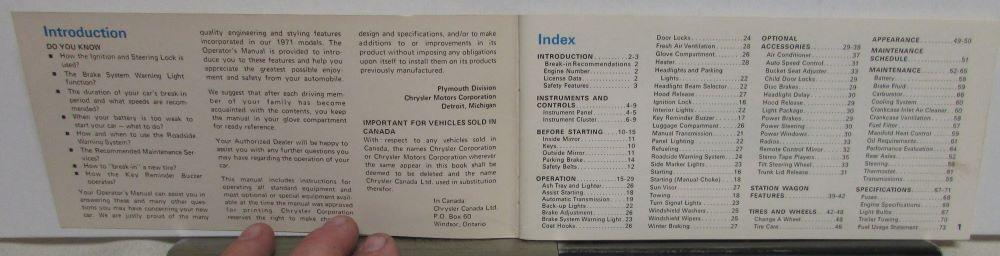 Introduction
DO YOU KNOW
■ How the Ignition and Steering Lock is
used?
■ The Brake System Warning Light
function?
■ The duration of your car's break-in
period and what speeds are recom-
mended?
■ When your battery is too weak to
start your car — what to do?
■ How and when to use the Roadside
Warning System?
■ The Recommended Maintenance Ser-
vices?
■ How to "break-in" a new tire?
■ How the Key Reminder Buzzer
operates?
Your Operator's Manual can assist you in
answering these and many other ques-
tions you may have concerning your new
car. We are justly proud of the many
quality engineering and styling features
incorporated in our 1971 models. The
Operator's Manual is provided to intro-
duce you to these features and help you
appreciate the greatest possible enjoy-
ment and safety from your automobile.
We suggest that after each driving mem-
ber of your family has become
acquainted with the contents, you keep
the manual in your glove compartment
for ready reference.
Your Authorized Dealer will be happy to
assist you with any further questions you
may have regarding the operation of your
car.
This manual includes instructions for
operating all standard equipment and
most optional or special equipment avail-
able at the time the manual was approved
for printing. Chrysler Corporation
reserves the right to make changes in
design and specifications, and/or to make
additions to or improvements in its
product without imposing any obligations
upon itself to install them on its products
previously manufactured.
Plymouth Division
Chrysler Motors Corporation
Detroit, Michigan
IMPORTANT FOR VEHICLES SOLD IN
CANADA
With respect to any vehicles sold in
Canada, the names Chrysler Corporation
or Chrysler Motors Corporation wherever
the same appear in this book shall be
deemed to be deleted and the name
Chrysler Canada Ltd. used in substitution
therefor.
In Canada:
Chrysler Canada Ltd.
P.O. Box 60
Windsor, Ontario
Index
INTRODUCTION 2-3
Break-in Recommendations 2
Engine Number 2
License Data 2
Safety Features 3
INSTRUMENTS AND
CONTROLS 4-9
Instrument Panel 4-5
Instrument Cluster 6-9
BEFORE STARTING 10-15
Inside Mirror 11
Keys 10
Outside Mirror 11
Parking Brake 14
Safety Belts 12
OPERATION 15-29
Ash Tray and Lighter 26
Assist Starting 18
Automatic Transmission 19
Back-up Lights 22
Brake Adjustment 26
Brake System Warning Light 23
Coat Hooks 26
Door Locks 24
Fresh Air Ventilation 28
Glove Compartment 26
Heater 28
Headlights and Parking
Lights 22
Headlight Beam Selector 22
Hood Release 27
Ignition Lock 16
Interior Lights 22
Key Reminder Buzzer 17
Luggage Compartment 26
Manual Transmission 21
Panel Lighting 22
Refueling 27
Roadside Warning System 24
Side Marker Lights 23
Starting 16
Starting (Manual Choke) 18
Sun Visor 27
Towing 18
Turn Signal Lights 23
Windshield Washers 25
Windshield Wipers 25
Winter Braking 27
OPTIONAL
ACCESSORIES 29-38
Air Conditioner 37
Auto Speed Control 31
Bucket Seat Adjuster 33
Child Door Locks 29
Disc Brakes 29
Headlight Delay 30
Hood Release 29
Light Package 30
Power Brakes 29
Power Steering 30
Power Windows 30
Radios 33
Remote Control Mirror 32
Stereo Tape Players 35
Tilt Steering Wheel 33
Trunk Lid Release 31
STATION WAGON
FEATURES 39-42
TIRES AND WHEELS 42-48
Change A Wheel 48
Tire Care 46
APPEARANCE 49-50
MAINTENANCE
SCHEDULE 51
MAINTENANCE 52-65
Battery 58
Brake Fluid 59
Carburetor 66
Cooling System 60
Crankcase Inlet Air Cleaner 60
Crankcase Ventilation 58
Fuel Filter 57
Manifold Heat Control 59
Oil Requirements 61
Performance Evaluation 64
Rear Axles 52
Steering
Thermostat 61
Transmissions
SPECIFICATIONS 67-71
Fuses 68
Engine Specifications 69
Light Bulbs 67
Trailer Towing 70
Fuel Usage Statement 73
1